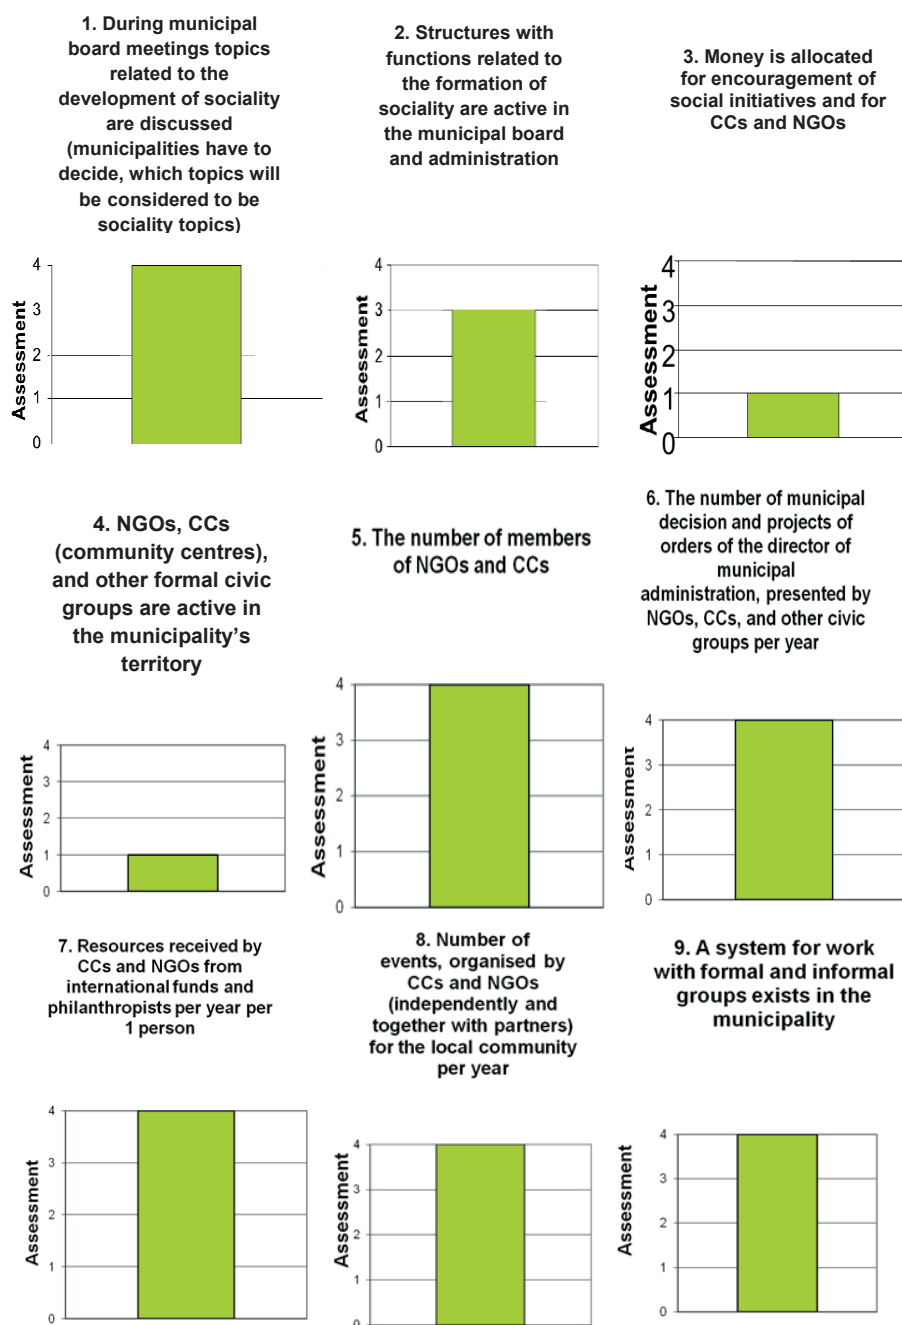 1. During municipal
board meetings topics
related to the
development of sociality
are discussed
(municipalities have to
decide, which topics will
be considered to be
sociality topics)
4
3
2
1
0
Assessment
2. Structures with
functions related to
the formation of
sociality are active in
the municipal board
and administration
4
3
2
1
0
Assessment
3. Money is allocated
for encouragement of
social initiatives and for
CCs and NGOs
4
3
2
1
0
Assessment
4. NGOs, CCs
(community centres),
and other formal civic
groups are active in
the municipality's
territory
4
3
2
1
0
Assessment
5. The number of members
of NGOs and CCs
4
3
2
1
0
Assessment
6. The number of municipal
decision and projects of
orders of the director of
municipal
administration, presented by
NGOs, CCs, and other civic
groups per year
4
3
2
1
0
Assessment
7. Resources received by
CCs and NGOs from
international funds and
philanthropists per year per
1 person
4
3
2
1
0
Assessment
8. Number of
events, organised by
CCs and NGOs
(independently and
together with partners)
for the local community
per year
4
3
2
1
0
Assessment
9. A system for work
with formal and informal
groups exists in the
municipality
4
3
2
1
0
Assessment